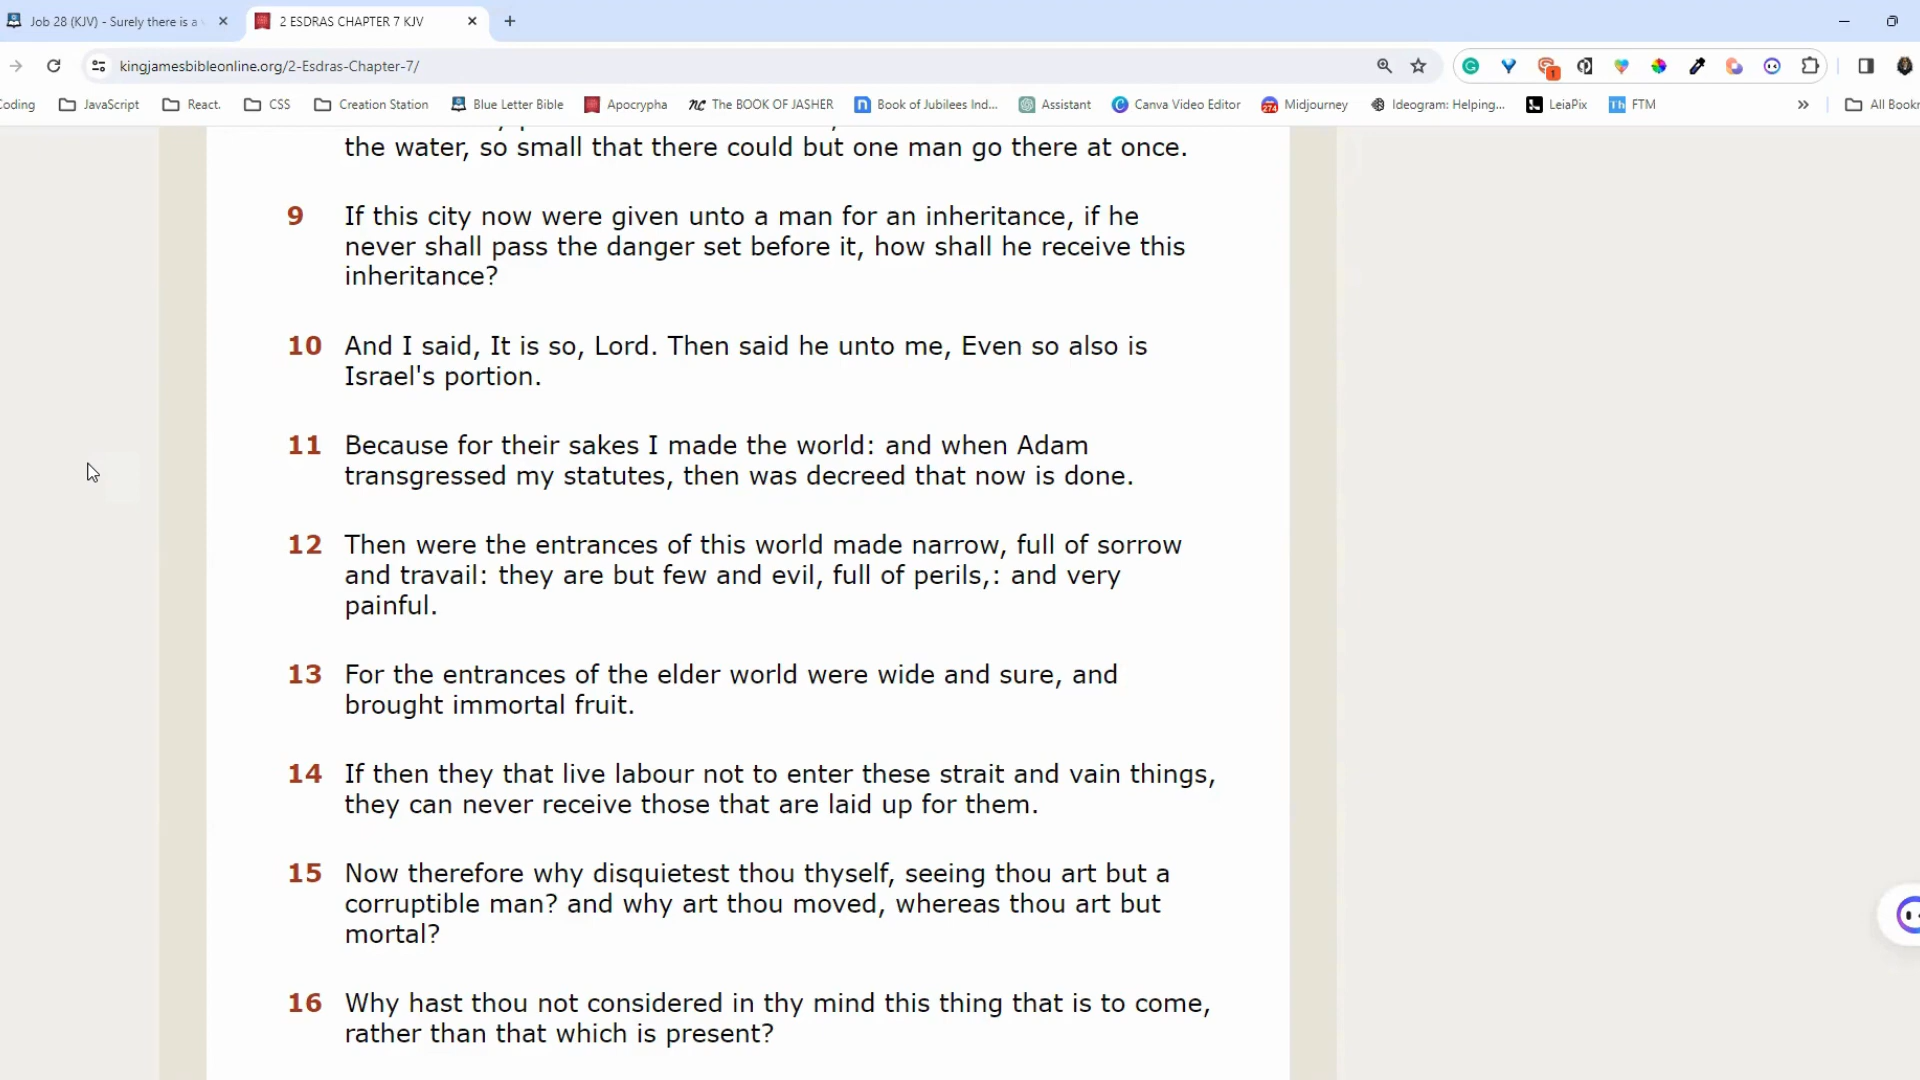 Job 28 (KJV) - Surely there is a
2 ESDRAS CHAPTER 7 KJV
kingjamesbibleonline.org/2-Esdras-Chapter-7/
1
Coding
JavaScript
React.
CSS
Creation Station
Blue Letter Bible
Apocrypha
NC The BOOK OF JASHER
Book of Jubilees Ind...
Assistant
Canva Video Editor
274
Midjourney
Ideogram: Helping...
LeiaPix
Th FTM
All Bookr
the water, so small that there could but one man go there at once.
9 If this city now were given unto a man for an inheritance, if he
never shall pass the danger set before it, how shall he receive this
inheritance?
10 And I said, It is so, Lord. Then said he unto me, Even so also is
Israel's portion.
11 Because for their sakes I made the world: and when Adam
transgressed my statutes, then was decreed that now is done.
12 Then were the entrances of this world made narrow, full of sorrow
and travail: they are but few and evil, full of perils,: and very
painful.
13 For the entrances of the elder world were wide and sure, and
brought immortal fruit.
14 If then they that live labour not to enter these strait and vain things,
they can never receive those that are laid up for them.
15 Now therefore why disquietest thou thyself, seeing thou art but a
corruptible man? and why art thou moved, whereas thou art but
mortal?
16 Why hast thou not considered in thy mind this thing that is to come,
rather than that which is present?